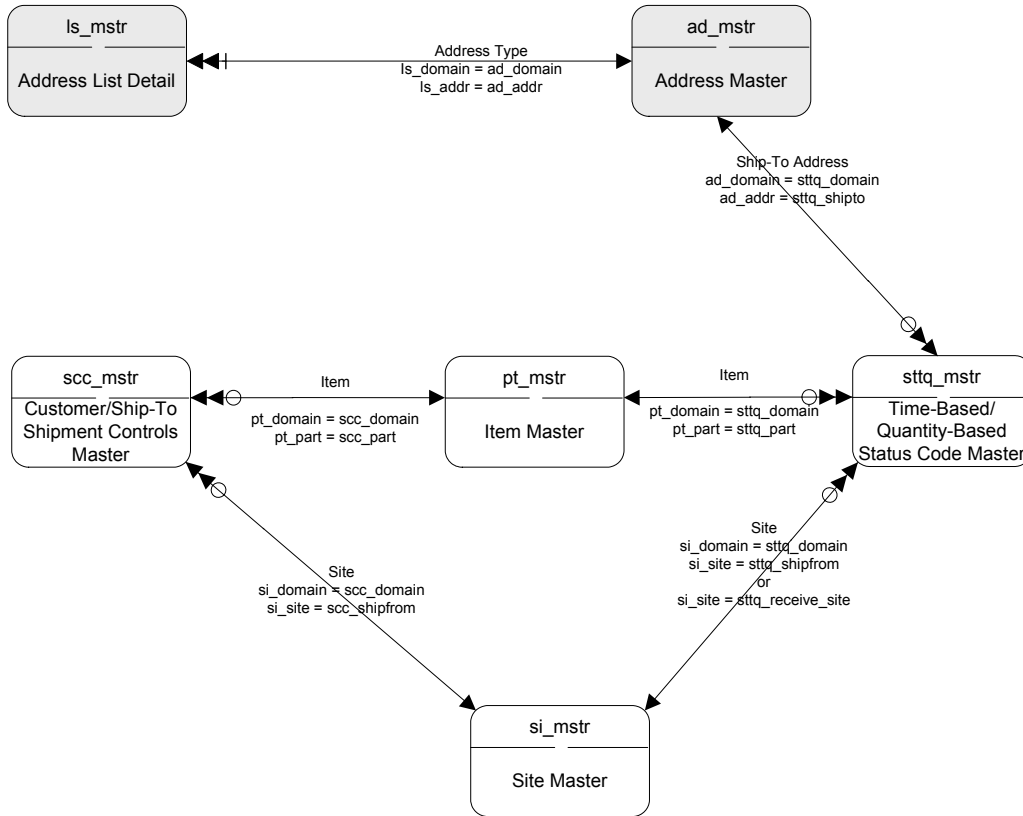 ls_mstr
Address List Detail
Address Type
ls_domain = ad_domain
ls_addr = ad_addr
ad_mstr
Address Master
Ship-To Address
ad_domain = sttq_domain
ad_addr = sttq_shipto
scc_mstr
Customer/Ship-To
Shipment Controls
Master
Item
pt_domain = scc_domain
pt_part = scc_part
pt_mstr
Item Master
Item
pt_domain = sttq_domain
pt_part = sttq_part
sttq_mstr
Time-Based/
Quantity-Based
Status Code Master
Site
si_domain = scc_domain
si_site = scc_shipfrom
Site
si_domain = sttq_domain
si_site = sttq_shipfrom
or
si_site = sttq_receive_site
si_mstr
Site Master